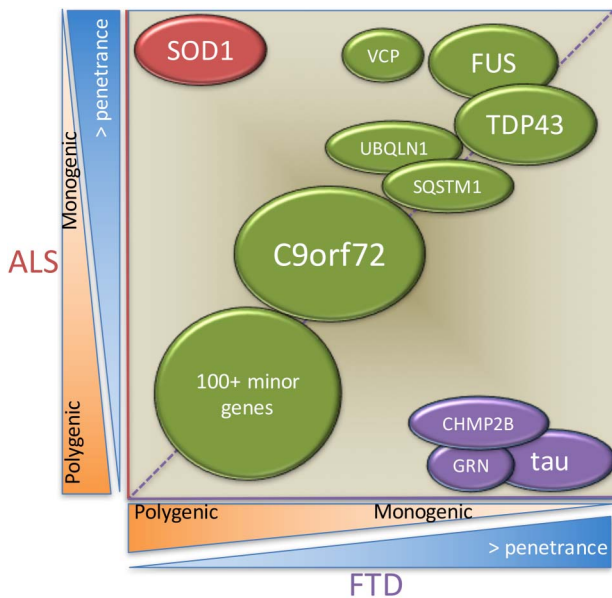 SOD1
VCP
FUS
TDP43
UBQLN1
SQSTM1
C9orf72
100+ minor
genes
CHMP2B
GRN
tau
ALS
Monogenic
Polygenic
> penetrance
Polygenic
Monogenic
> penetrance
FTD